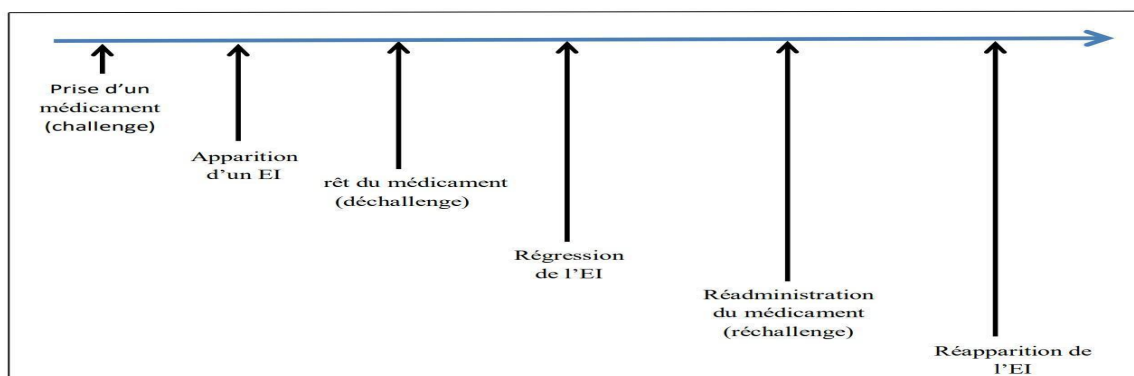 Prise d'un
médicament
(challenge)
Apparition
d'un EI
rêt du médicament
(déchallenge)
Régression
de l'EI
Réadministration
du médicament
(réchallenge)
Réapparition de
l'EI